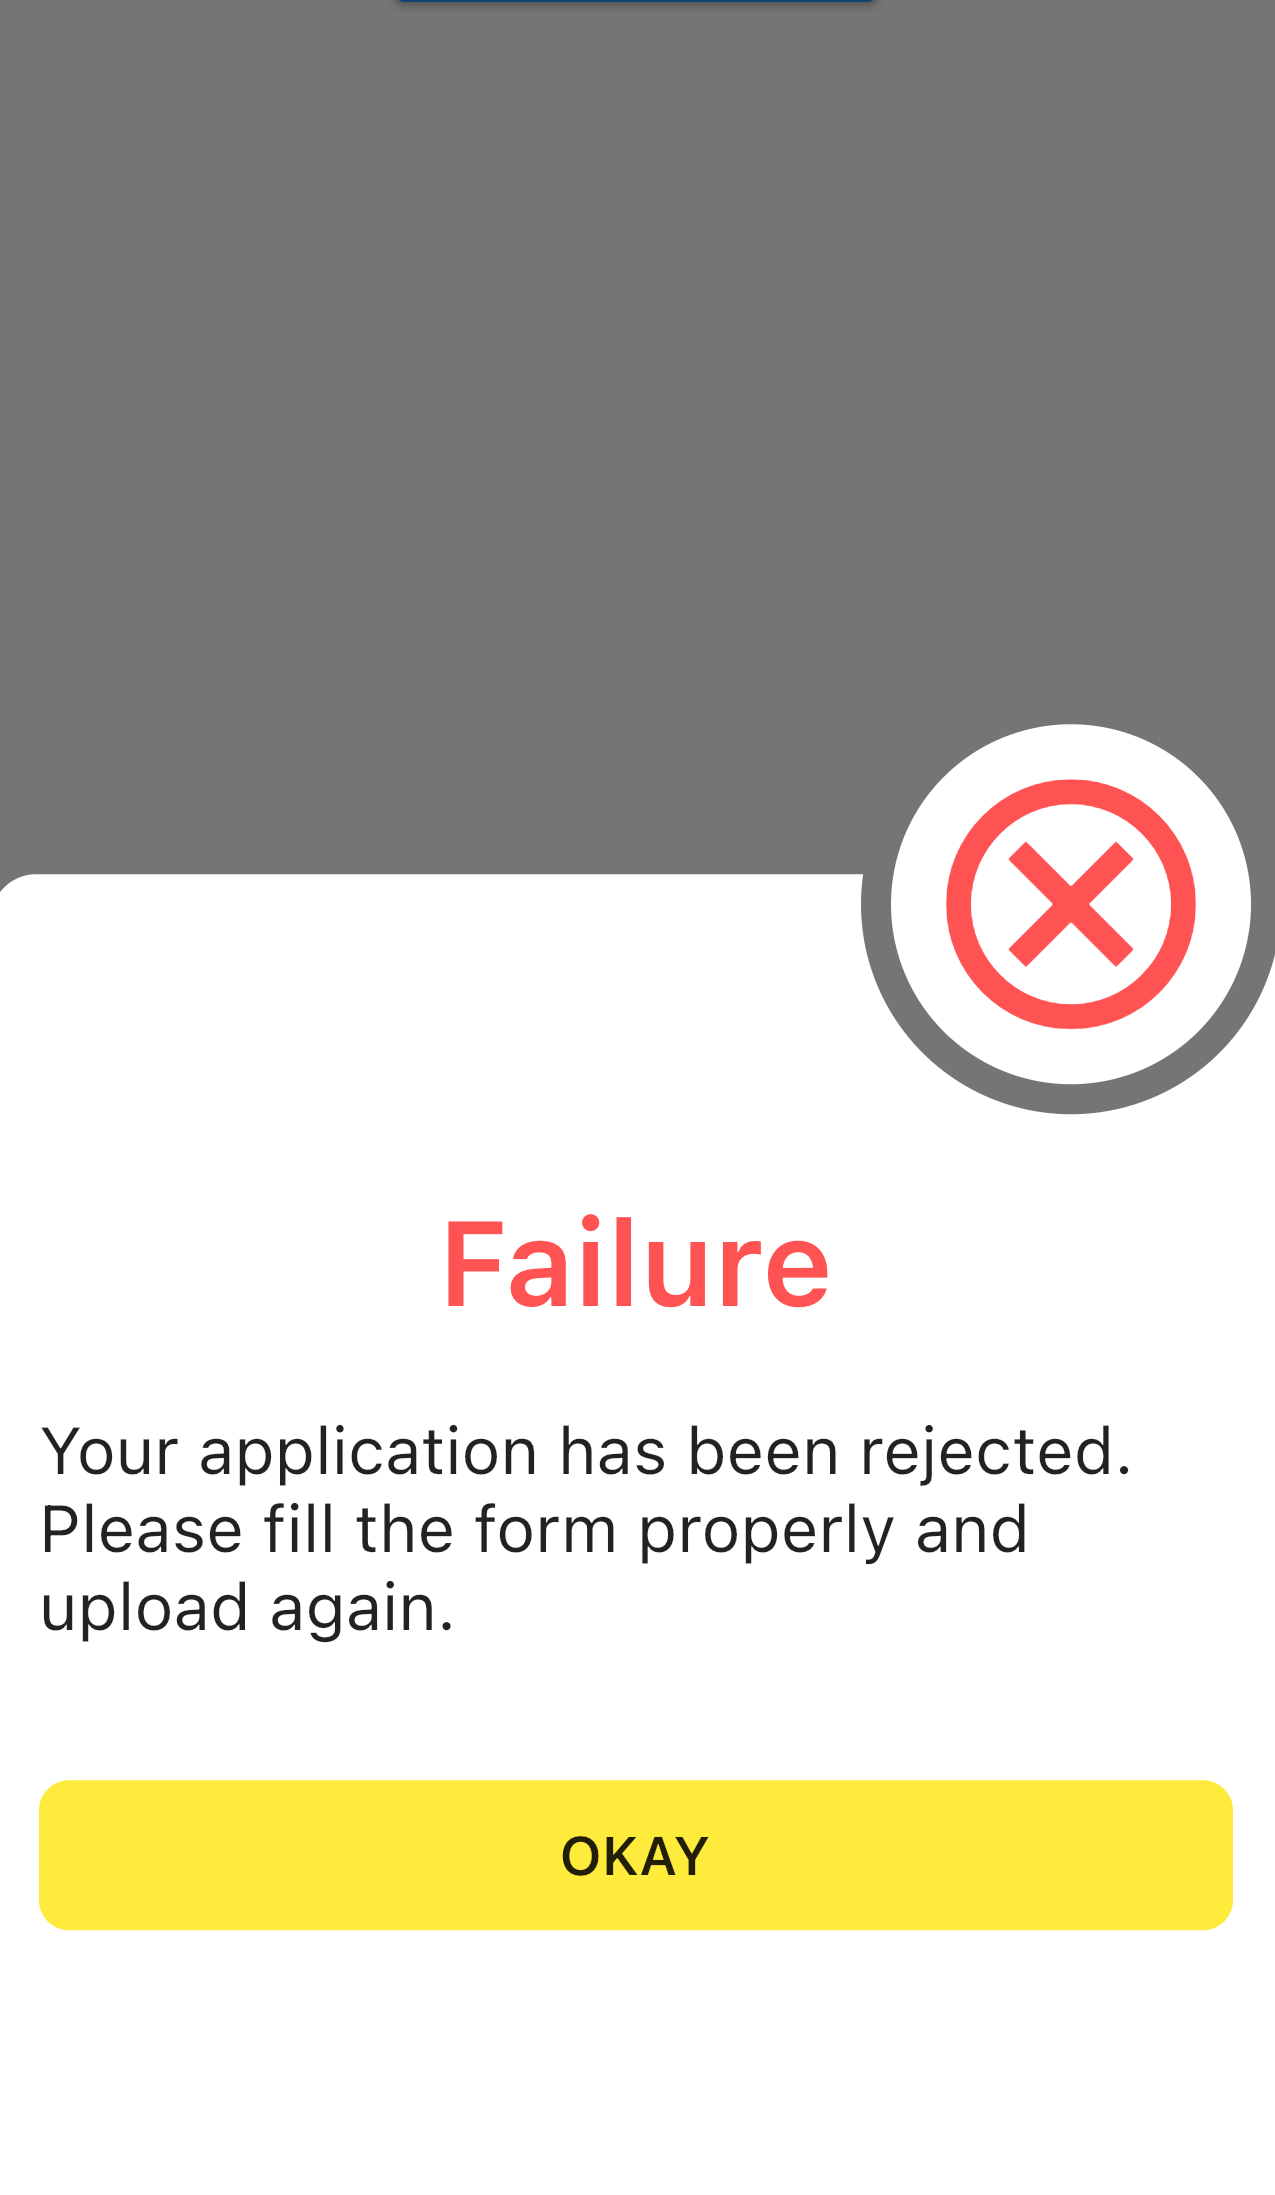 Failure
Your application has been rejected.
Please fill the form properly and
upload again.
OKAY